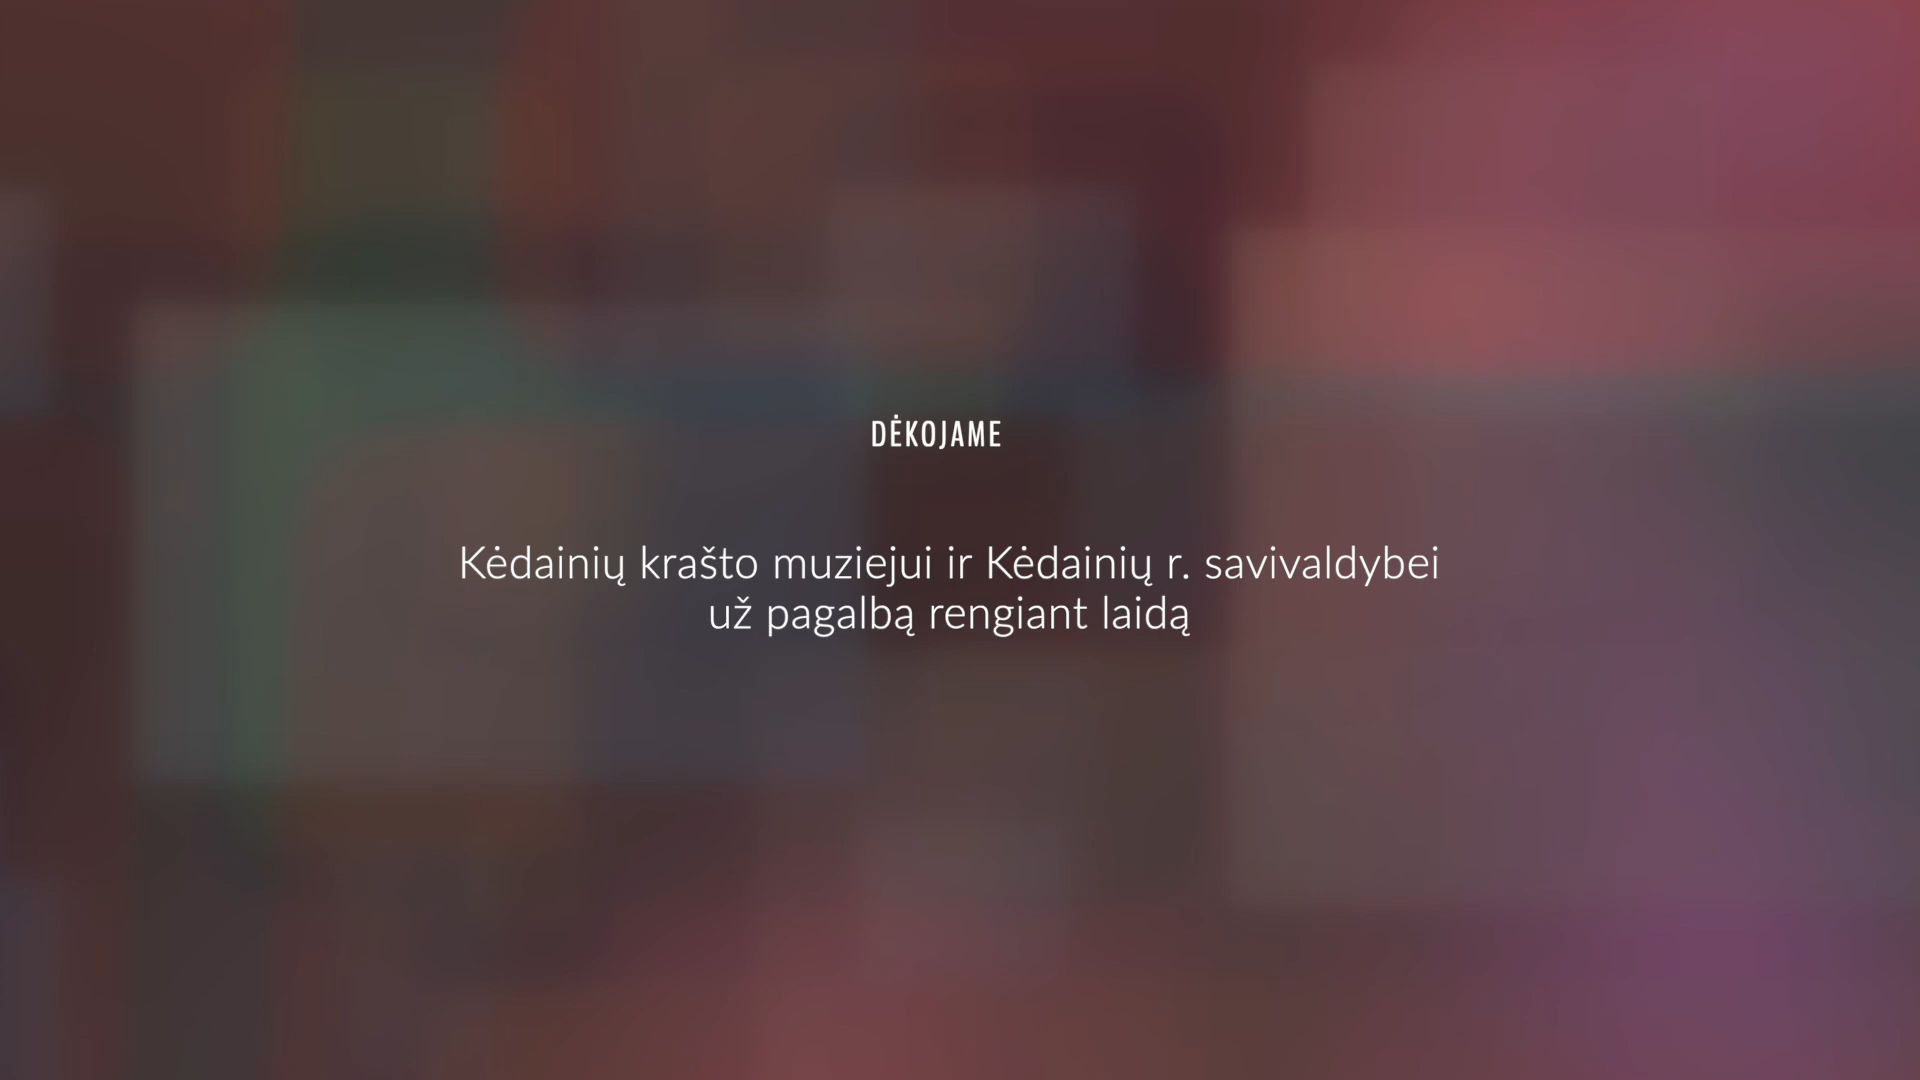 DĖKOJAME
Kėdainių krašto muziejui ir Kėdainių r. savivaldybei
už pagalbą rengiant laidą